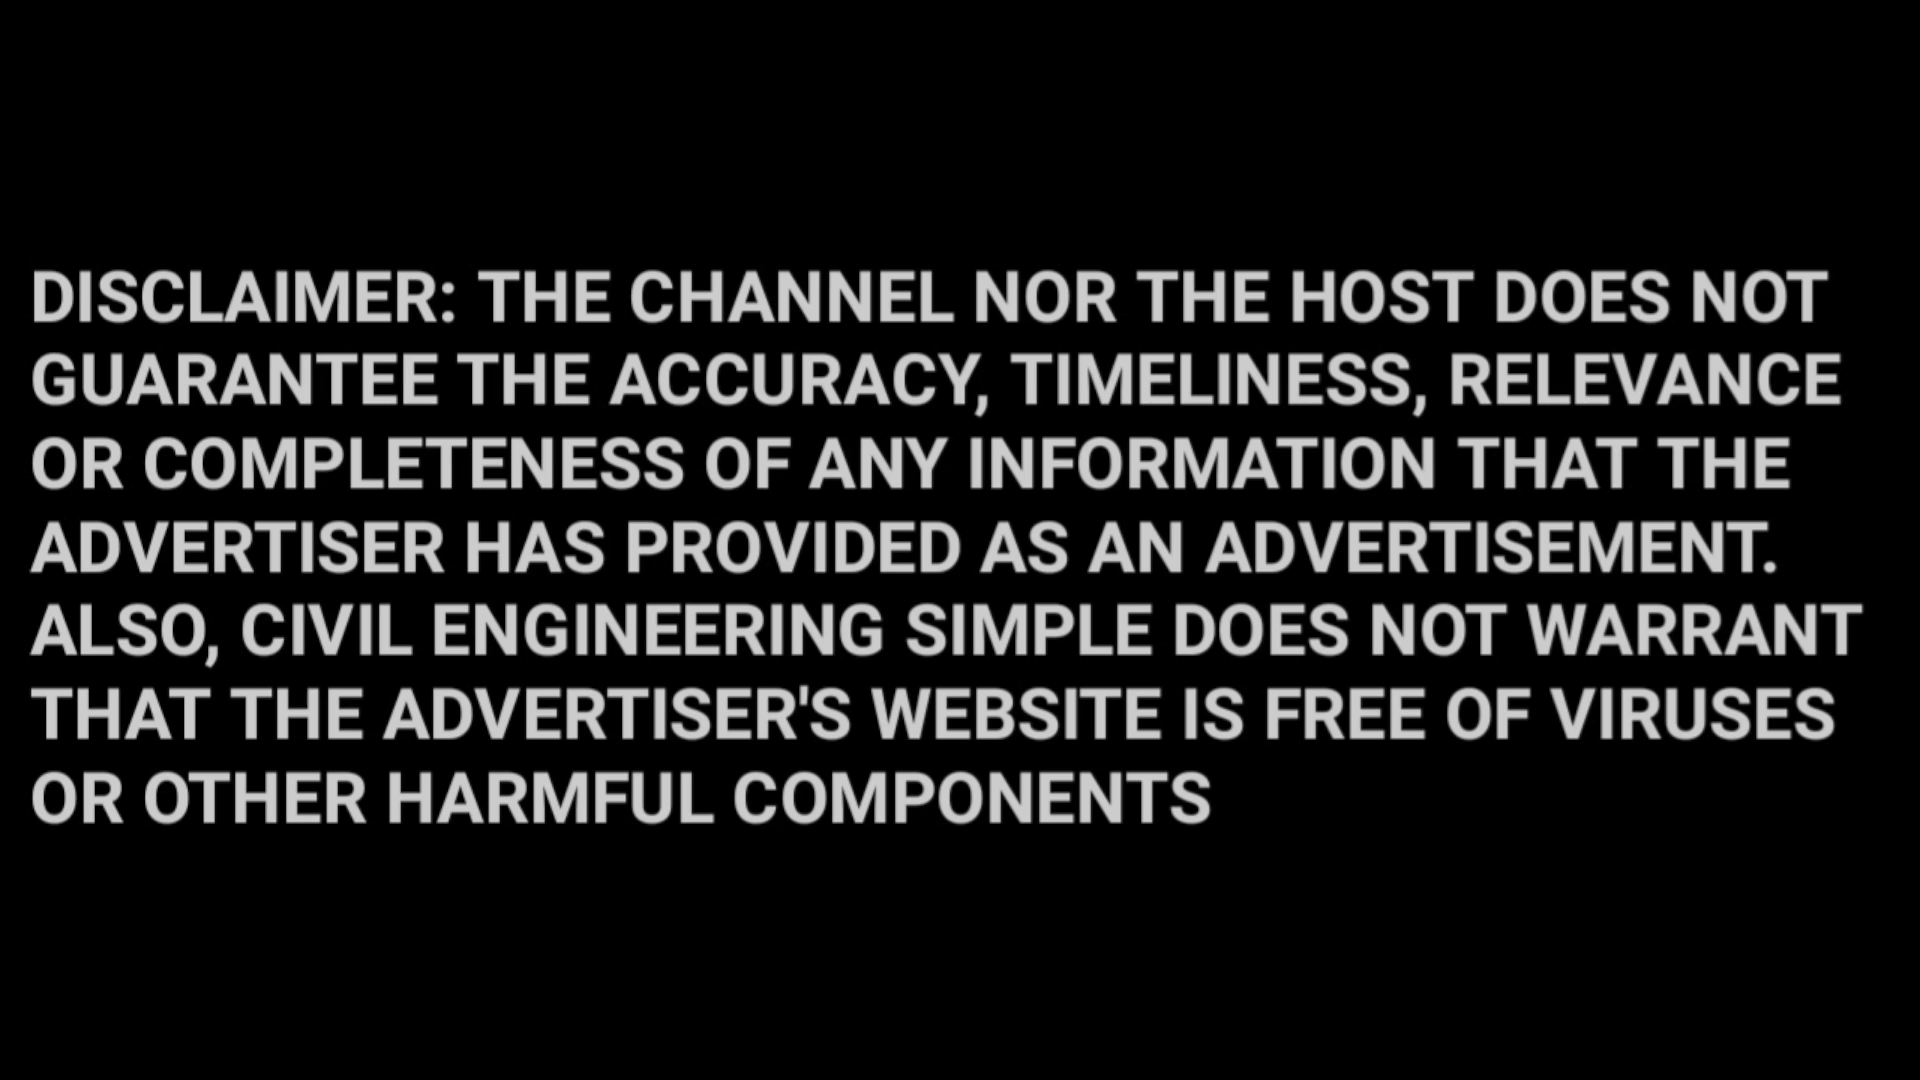 DISCLAIMER: THE CHANNEL NOR THE HOST DOES NOT
GUARANTEE THE ACCURACY, TIMELINESS, RELEVANCE
OR COMPLETENESS OF ANY INFORMATION THAT THE
ADVERTISER HAS PROVIDED AS AN ADVERTISEMENT.
ALSO, CIVIL ENGINEERING SIMPLE DOES NOT WARRANT
THAT THE ADVERTISER'S WEBSITE IS FREE OF VIRUSES
OR OTHER HARMFUL COMPONENTS